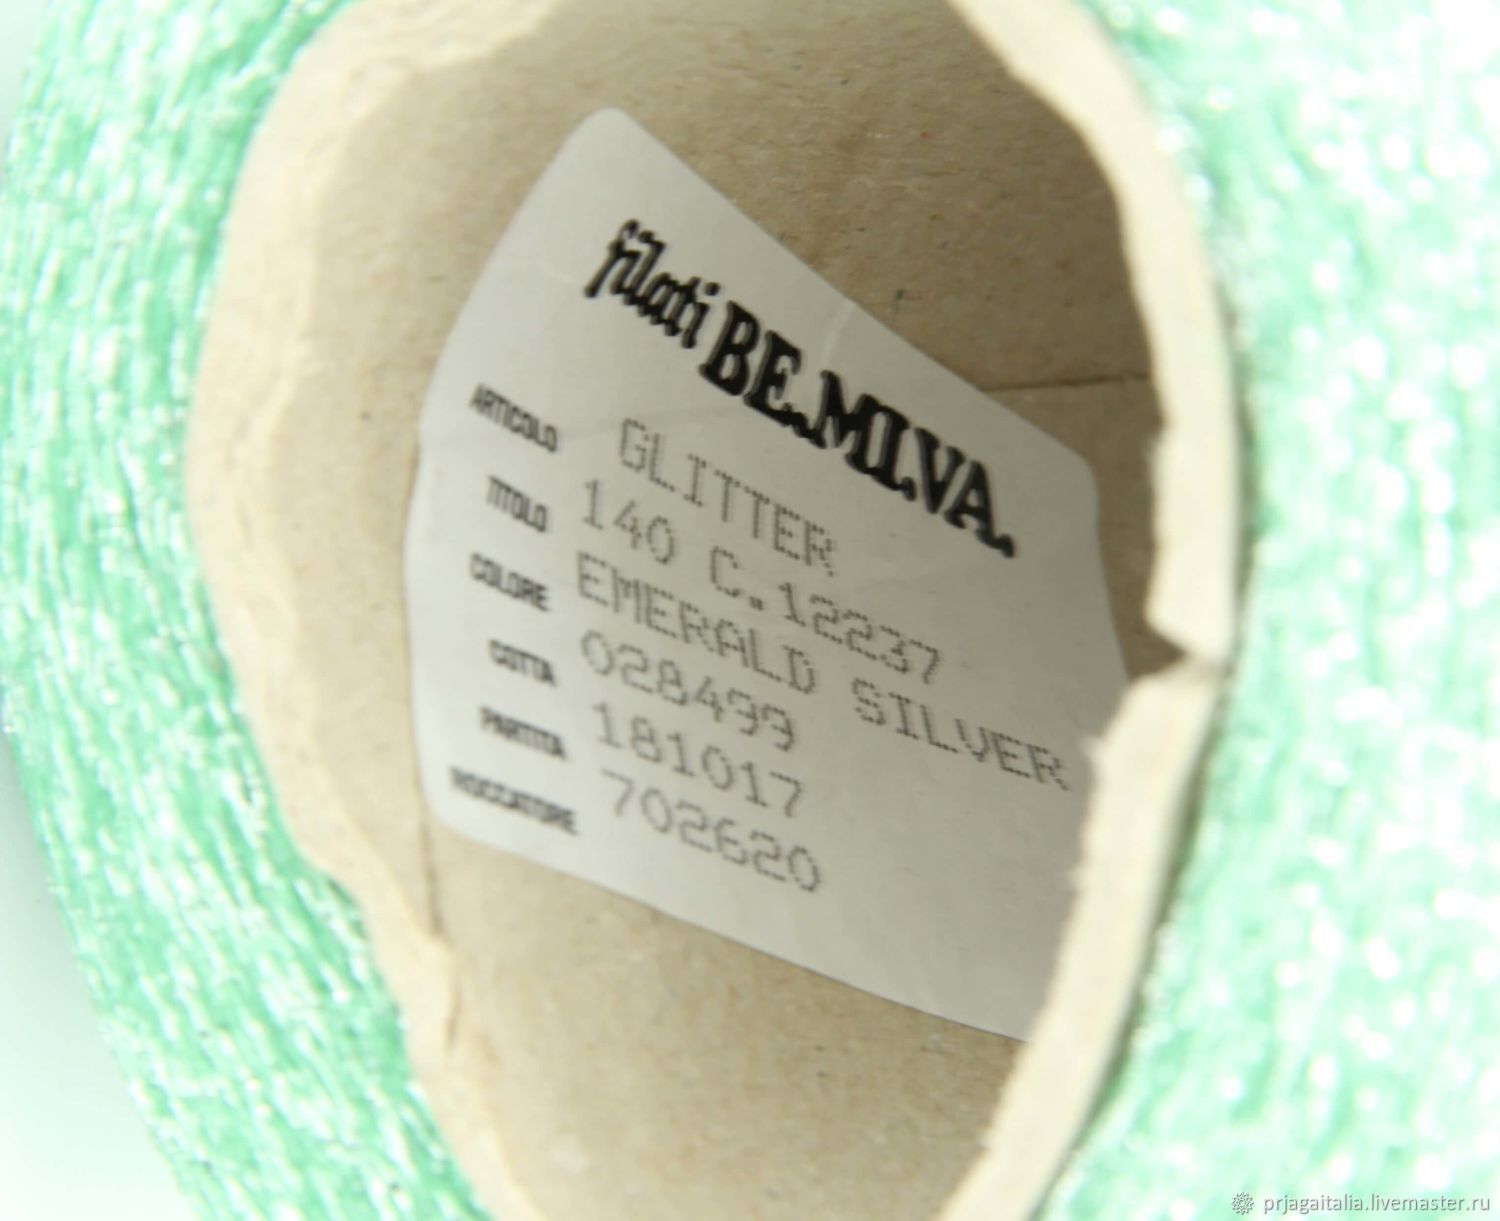 filati BE.MI.VA.
ARTICOLO GLITTER
TITOLO 140 C.12237
COLORE EMERALD SILVER
COTTA 028499
PARTITA 181017
ROCCATORE 702620
prjagaitalia.livemaster.ru